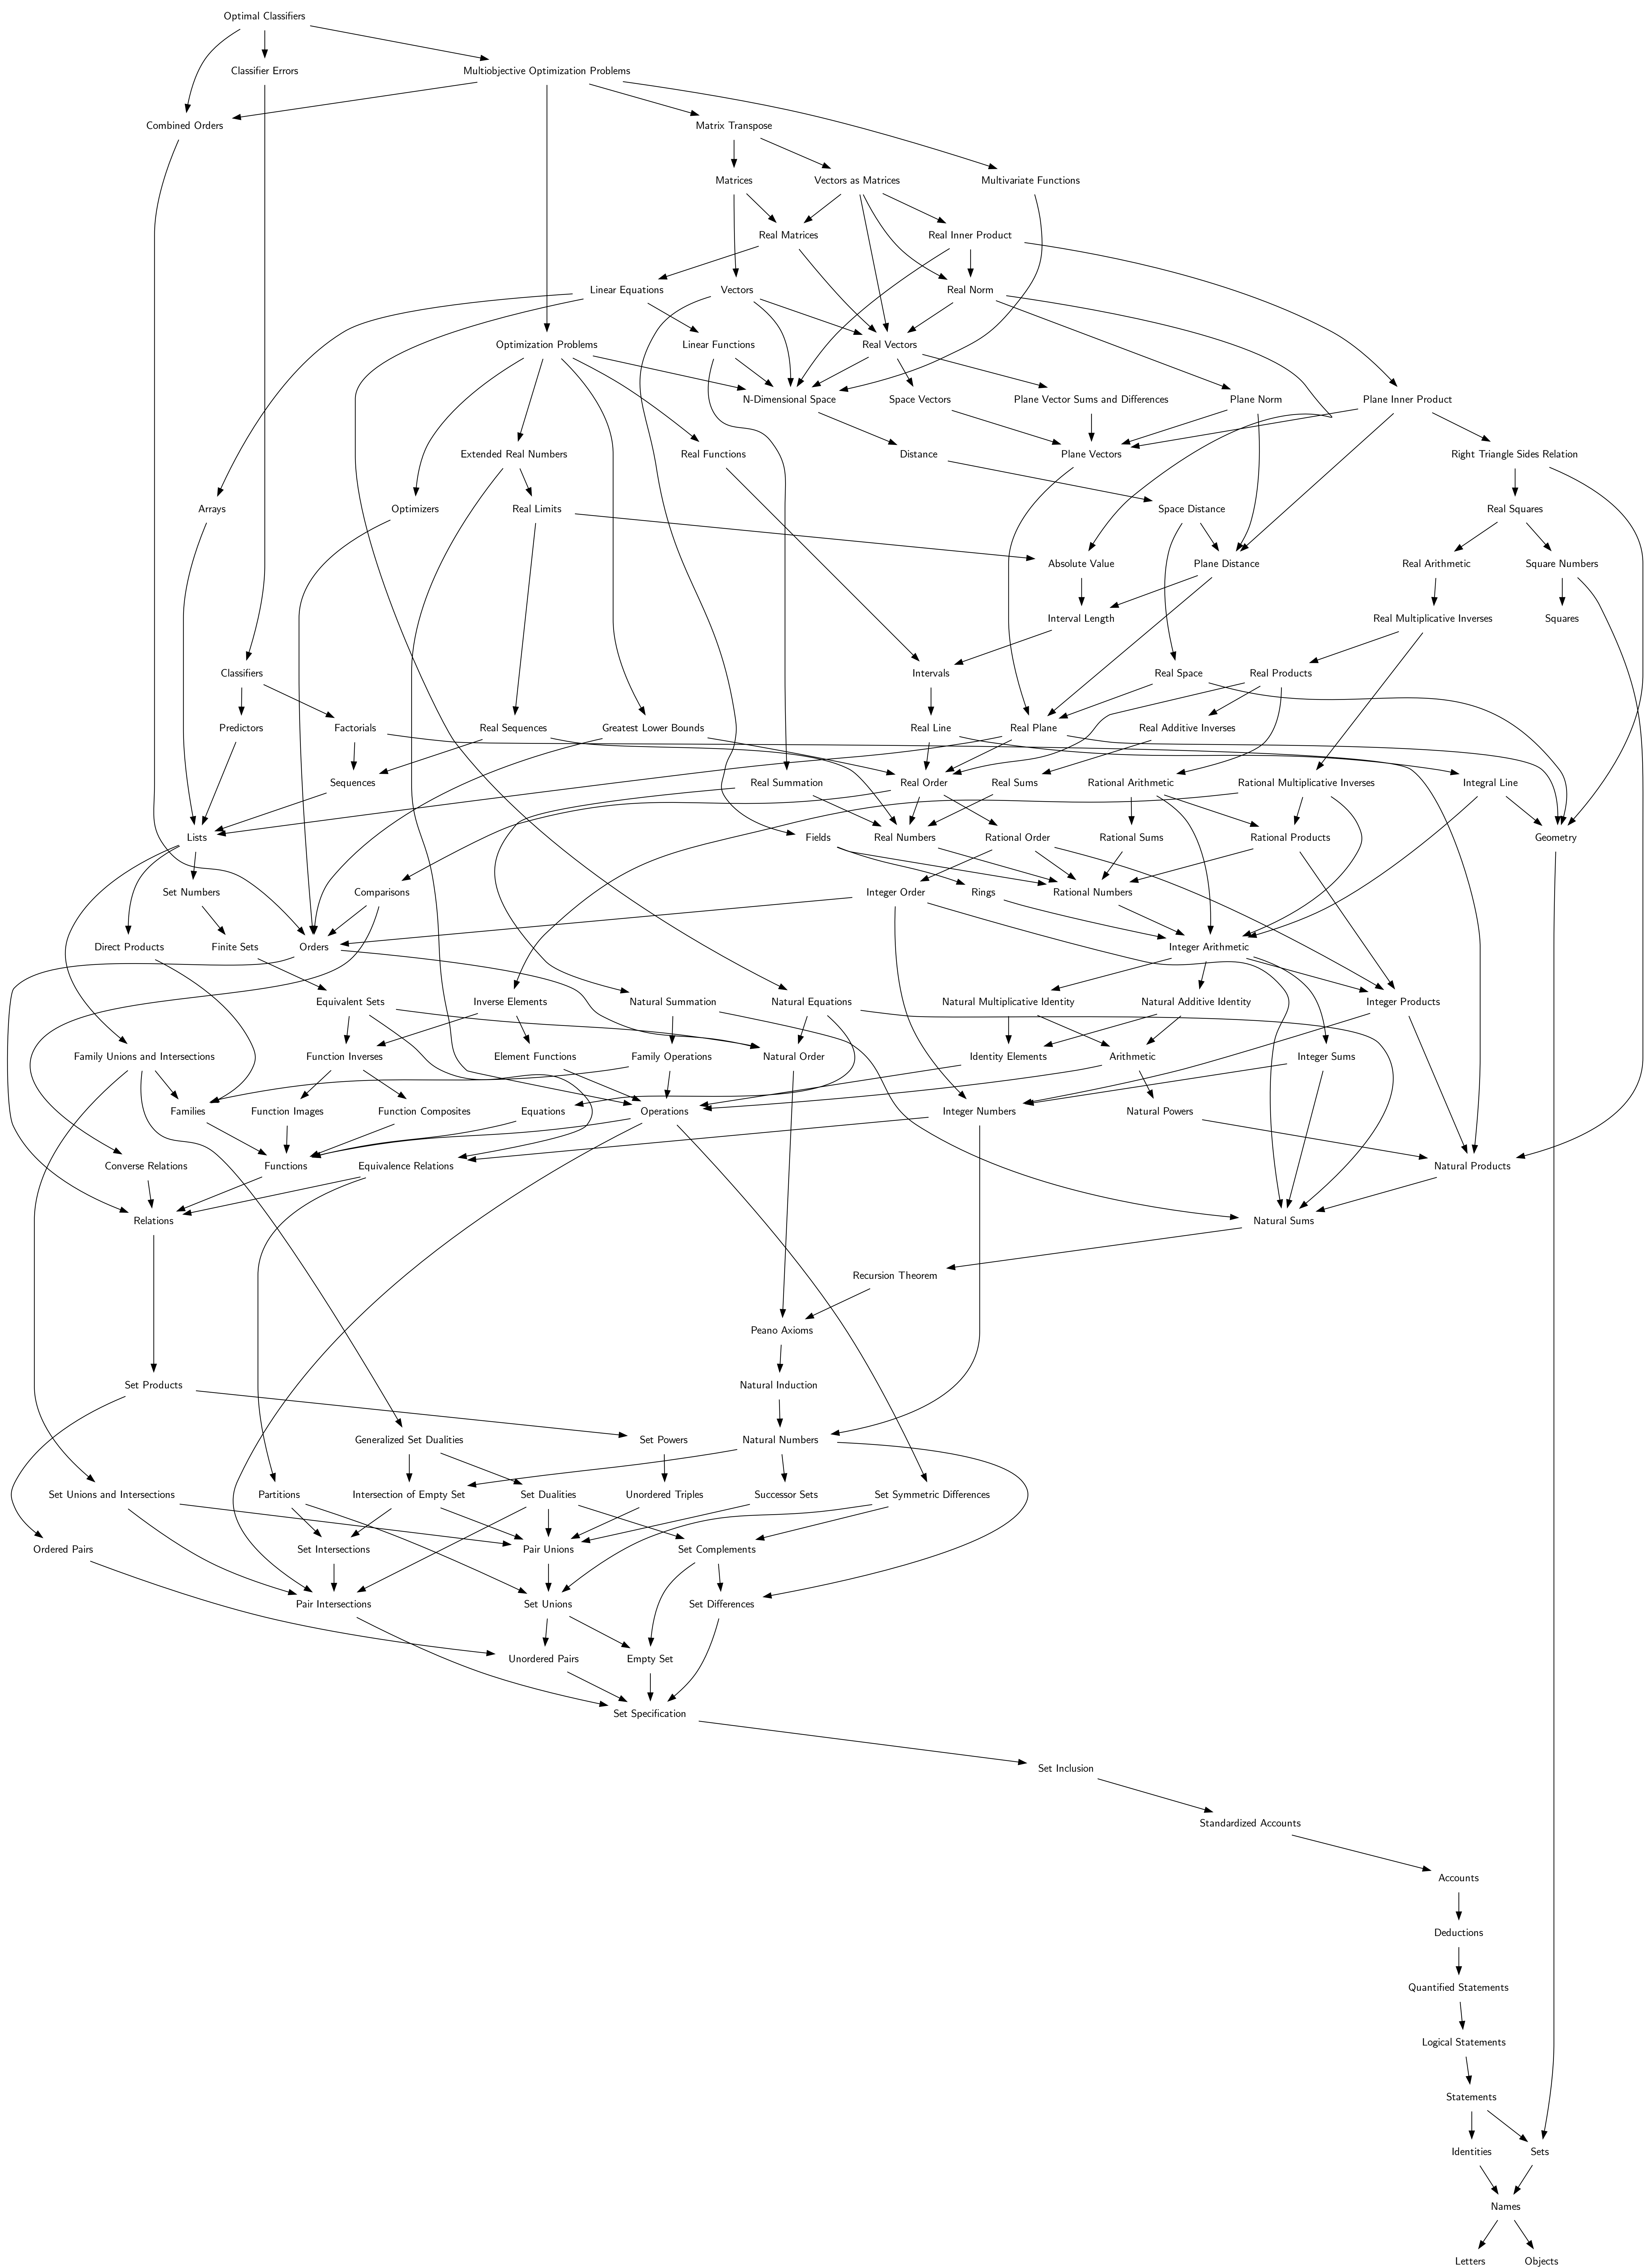 Optimal Classifiers
Classifier Errors
Multiobjective Optimization Problems
Combined Orders
Matrix Transpose
Matrices
Vectors as Matrices
Multivariate Functions
Real Matrices
Real Inner Product
Linear Equations
Vectors
Real Norm
Optimization Problems
Linear Functions
Real Vectors
N-Dimensional Space
Space Vectors
Plane Vector Sums and Differences
Plane Norm
Plane Inner Product
Extended Real Numbers
Real Functions
Distance
Plane Vectors
Right Triangle Sides Relation
Arrays
Optimizers
Real Limits
Space Distance
Real Squares
Absolute Value
Plane Distance
Real Arithmetic
Square Numbers
Interval Length
Real Multiplicative Inverses
Squares
Classifiers
Intervals
Real Space
Real Products
Predictors
Factorials
Real Sequences
Greatest Lower Bounds
Real Line
Real Plane
Real Additive Inverses
Sequences
Real Summation
Real Order
Real Sums
Rational Arithmetic
Rational Multiplicative Inverses
Integral Line
Lists
Fields
Real Numbers
Rational Order
Rational Sums
Rational Products
Geometry
Set Numbers
Comparisons
Integer Order
Rings
Rational Numbers
Direct Products
Finite Sets
Orders
Integer Arithmetic
Equivalent Sets
Inverse Elements
Natural Summation
Natural Equations
Natural Multiplicative Identity
Natural Additive Identity
Integer Products
Family Unions and Intersections
Function Inverses
Element Functions
Family Operations
Natural Order
Identity Elements
Arithmetic
Integer Sums
Families
Function Images
Function Composites
Equations
Operations
Integer Numbers
Natural Powers
Converse Relations
Functions
Equivalence Relations
Natural Products
Relations
Natural Sums
Recursion Theorem
Peano Axioms
Set Products
Natural Induction
Generalized Set Dualities
Set Powers
Natural Numbers
Set Unions and Intersections
Partitions
Intersection of Empty Set
Set Dualities
Unordered Triples
Successor Sets
Set Symmetric Differences
Ordered Pairs
Set Intersections
Pair Unions
Set Complements
Pair Intersections
Set Unions
Set Differences
Unordered Pairs
Empty Set
Set Specification
Set Inclusion
Standardized Accounts
Accounts
Deductions
Quantified Statements
Logical Statements
Statements
Identities
Sets
Names
Letters
Objects